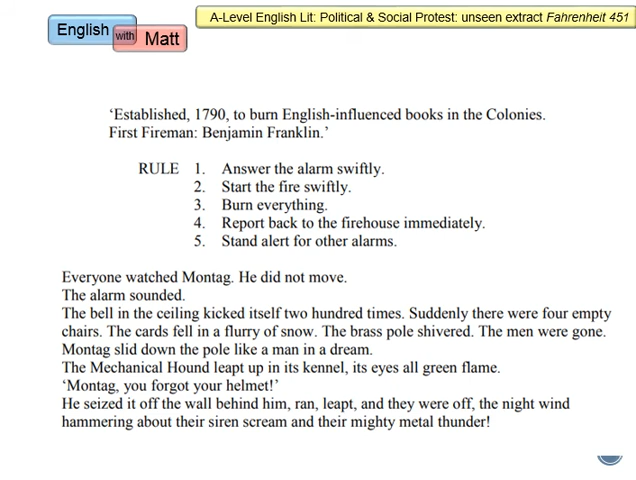 English with Matt
A-Level English Lit: Political & Social Protest: unseen extract Fahrenheit 451
‘Established, 1790, to burn English-influenced books in the Colonies.
First Fireman: Benjamin Franklin.’
RULE 1. Answer the alarm swiftly.
2. Start the fire swiftly.
3. Burn everything.
4. Report back to the firehouse immediately.
5. Stand alert for other alarms.
Everyone watched Montag. He did not move.
The alarm sounded.
The bell in the ceiling kicked itself two hundred times. Suddenly there were four empty
chairs. The cards fell in a flurry of snow. The brass pole shivered. The men were gone.
Montag slid down the pole like a man in a dream.
The Mechanical Hound leapt up in its kennel, its eyes all green flame.
‘Montag, you forgot your helmet!’
He seized it off the wall behind him, ran, leapt, and they were off, the night wind
hammering about their siren scream and their mighty metal thunder!